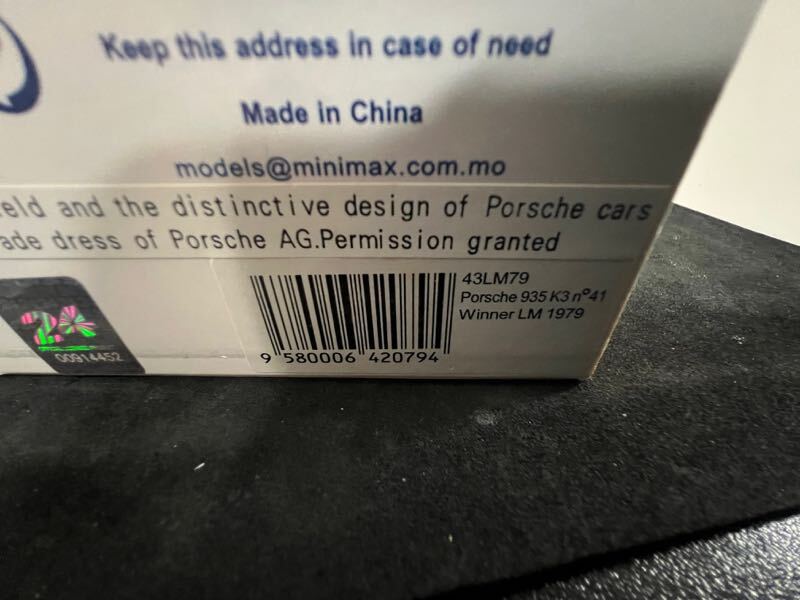 Keep this address in case of need
Made in China
models@minimax.com.mo
eld and the distinctive design of Porsche cars
ade dress of Porsche AG.Permission granted
43LM79
Porsche 935 K3 nº41
Winner LM 1979
9 580006 420794
24
00914452